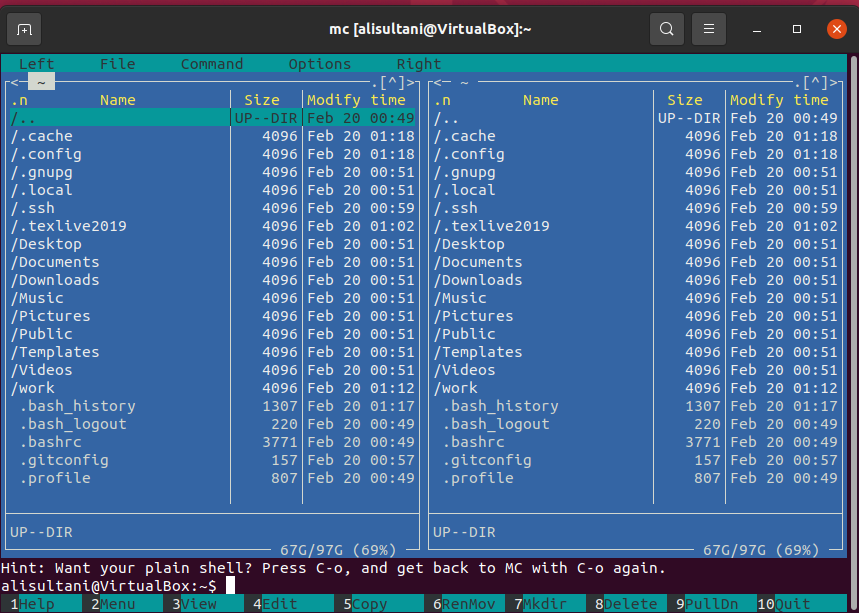 mc [alisultani@VirtualBox]:~
Left File Command Options Right
<─ ~ .[^]> <─ ~ .[^]>
.n Name Size Modify time .n Name Size Modify time
/.. UP--DIR Feb 20 00:49 /.. UP--DIR Feb 20 00:49
/.cache 4096 Feb 20 01:18 /.cache 4096 Feb 20 01:18
/.config 4096 Feb 20 01:18 /.config 4096 Feb 20 01:18
/.gnupg 4096 Feb 20 00:51 /.gnupg 4096 Feb 20 00:51
/.local 4096 Feb 20 00:51 /.local 4096 Feb 20 00:51
/.ssh 4096 Feb 20 00:59 /.ssh 4096 Feb 20 00:59
/.texlive2019 4096 Feb 20 01:02 /.texlive2019 4096 Feb 20 01:02
/Desktop 4096 Feb 20 00:51 /Desktop 4096 Feb 20 00:51
/Documents 4096 Feb 20 00:51 /Documents 4096 Feb 20 00:51
/Downloads 4096 Feb 20 00:51 /Downloads 4096 Feb 20 00:51
/Music 4096 Feb 20 00:51 /Music 4096 Feb 20 00:51
/Pictures 4096 Feb 20 00:51 /Pictures 4096 Feb 20 00:51
/Public 4096 Feb 20 00:51 /Public 4096 Feb 20 00:51
/Templates 4096 Feb 20 00:51 /Templates 4096 Feb 20 00:51
/Videos 4096 Feb 20 00:51 /Videos 4096 Feb 20 00:51
/work 4096 Feb 20 01:12 /work 4096 Feb 20 01:12
.bash_history 1307 Feb 20 01:17 .bash_history 1307 Feb 20 01:17
.bash_logout 220 Feb 20 00:49 .bash_logout 220 Feb 20 00:49
.bashrc 3771 Feb 20 00:49 .bashrc 3771 Feb 20 00:49
.gitconfig 157 Feb 20 00:57 .gitconfig 157 Feb 20 00:57
.profile 807 Feb 20 00:49 .profile 807 Feb 20 00:49
UP--DIR UP--DIR
67G/97G (69%) 67G/97G (69%)
Hint: Want your plain shell? Press C-o, and get back to MC with C-o again.
alisultani@VirtualBox:~$
1Help 2Menu 3View 4Edit 5Copy 6RenMov 7Mkdir 8Delete 9PullDn 10Quit